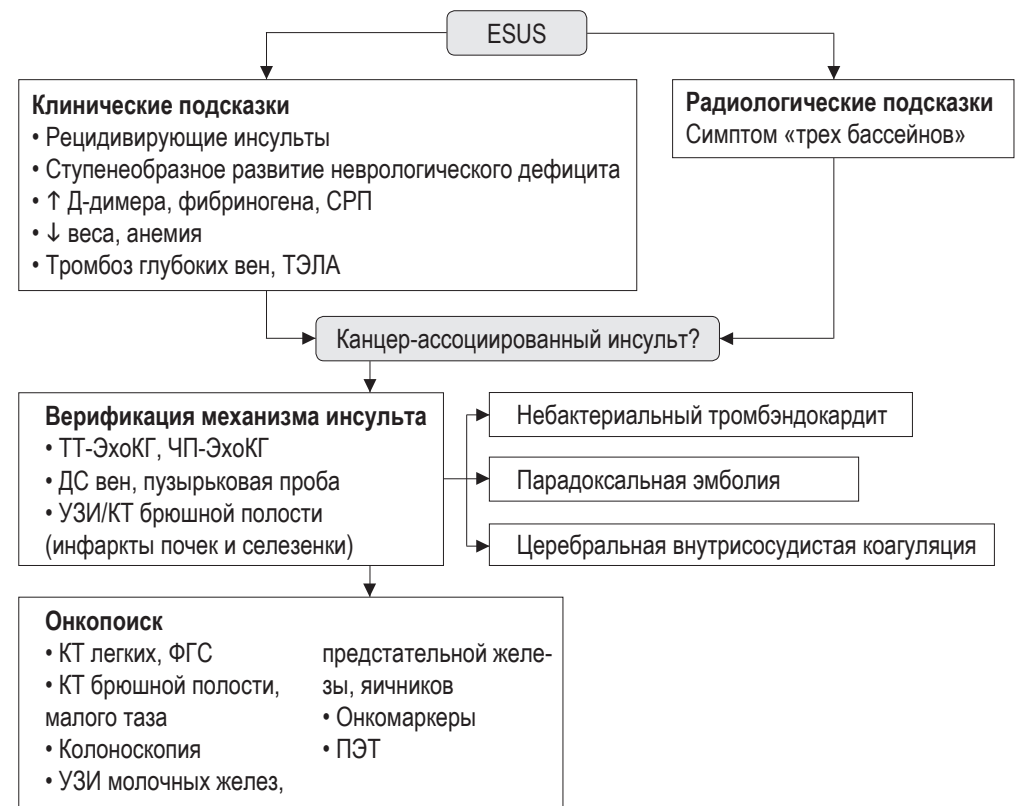 ESUS
Клинические подсказки
• Рецидивирующие инсульты
• Ступенеобразное развитие неврологического дефицита
• ↑ Д-димера, фибриногена, СРП
• ↓ веса, анемия
• Тромбоз глубоких вен, ТЭЛА
Радиологические подсказки
Симптом «трех бассейнов»
Канцер-ассоциированный инсульт?
Верификация механизма инсульта
• ТТ-ЭхоКГ, ЧП-ЭхоКГ
• ДС вен, пузырьковая проба
• УЗИ/КТ брюшной полости
(инфаркты почек и селезенки)
Небактериальный тромбэндокардит
Парадоксальная эмболия
Церебральная внутрисосудистая коагуляция
Онкопоиск
• КТ легких, ФГС
• КТ брюшной полости,
малого таза
• Колоноскопия
• УЗИ молочных желез,
предстательной желе-
зы, яичников
• Онкомаркеры
• ПЭТ